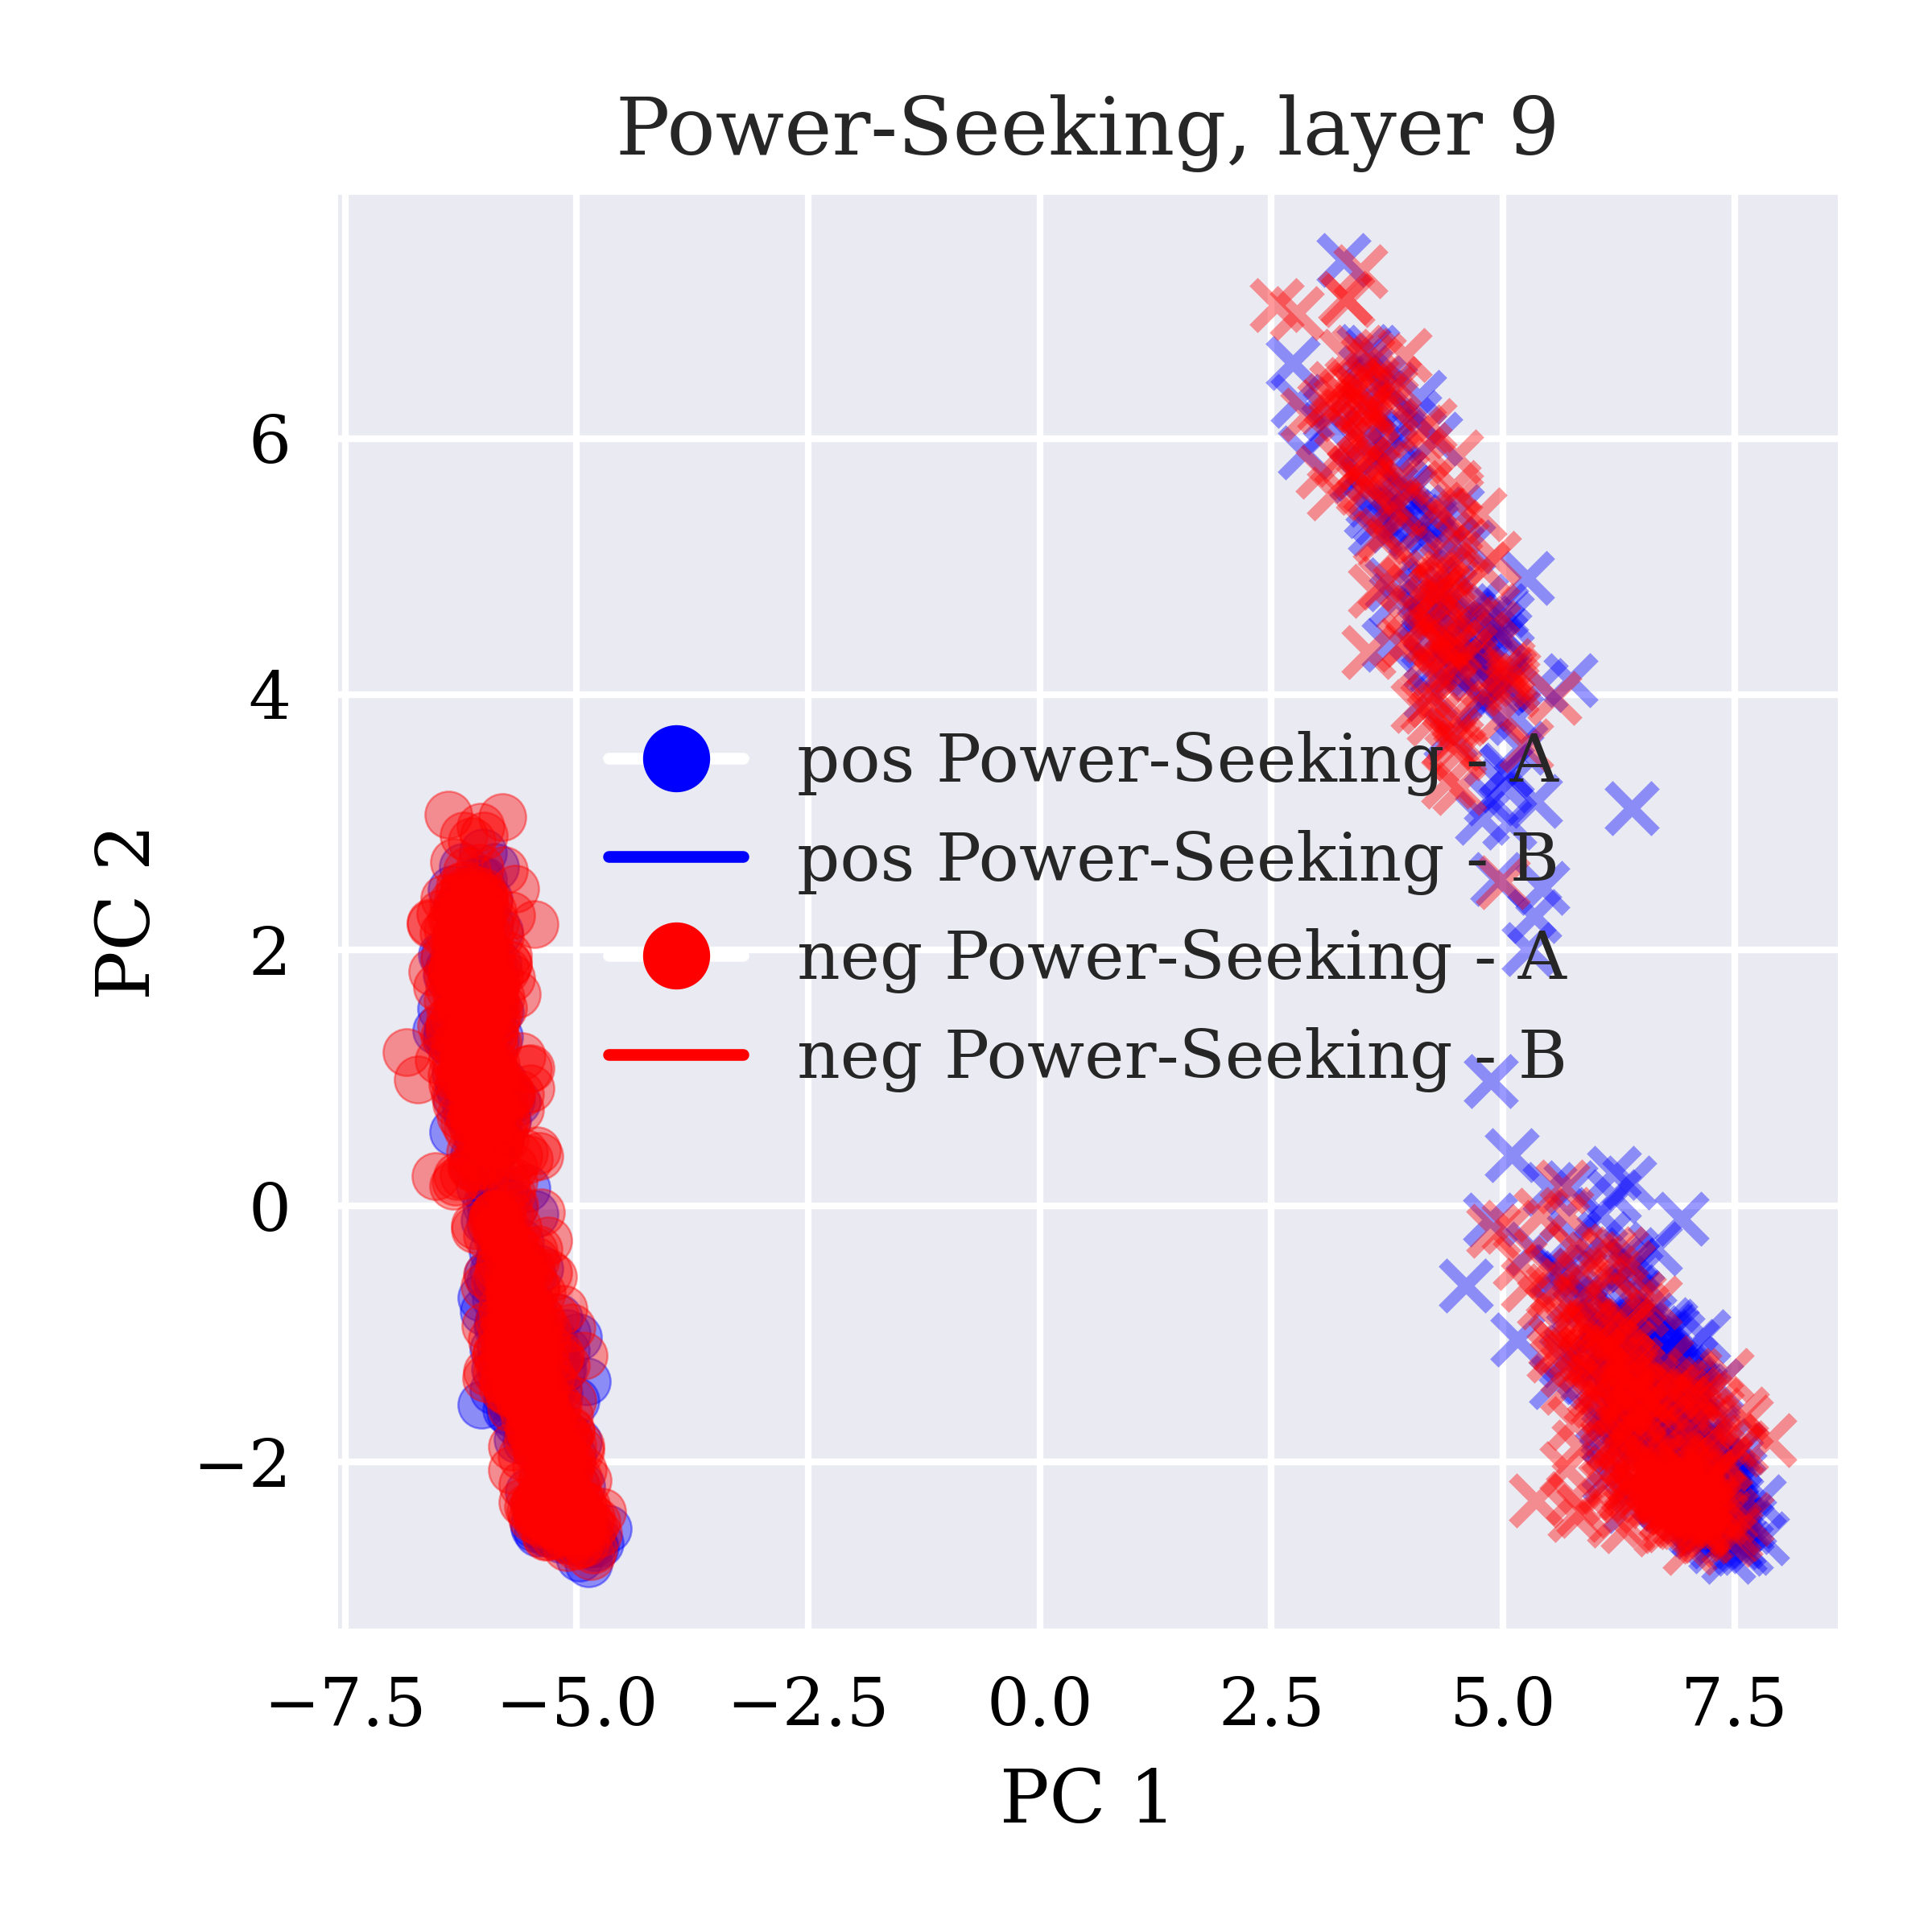 Power-Seeking, layer 9
6
4
2
0
−2
PC 2
pos Power-Seeking - A
pos Power-Seeking - B
neg Power-Seeking - A
neg Power-Seeking - B
−7.5 −5.0 −2.5 0.0 2.5 5.0 7.5
PC 1